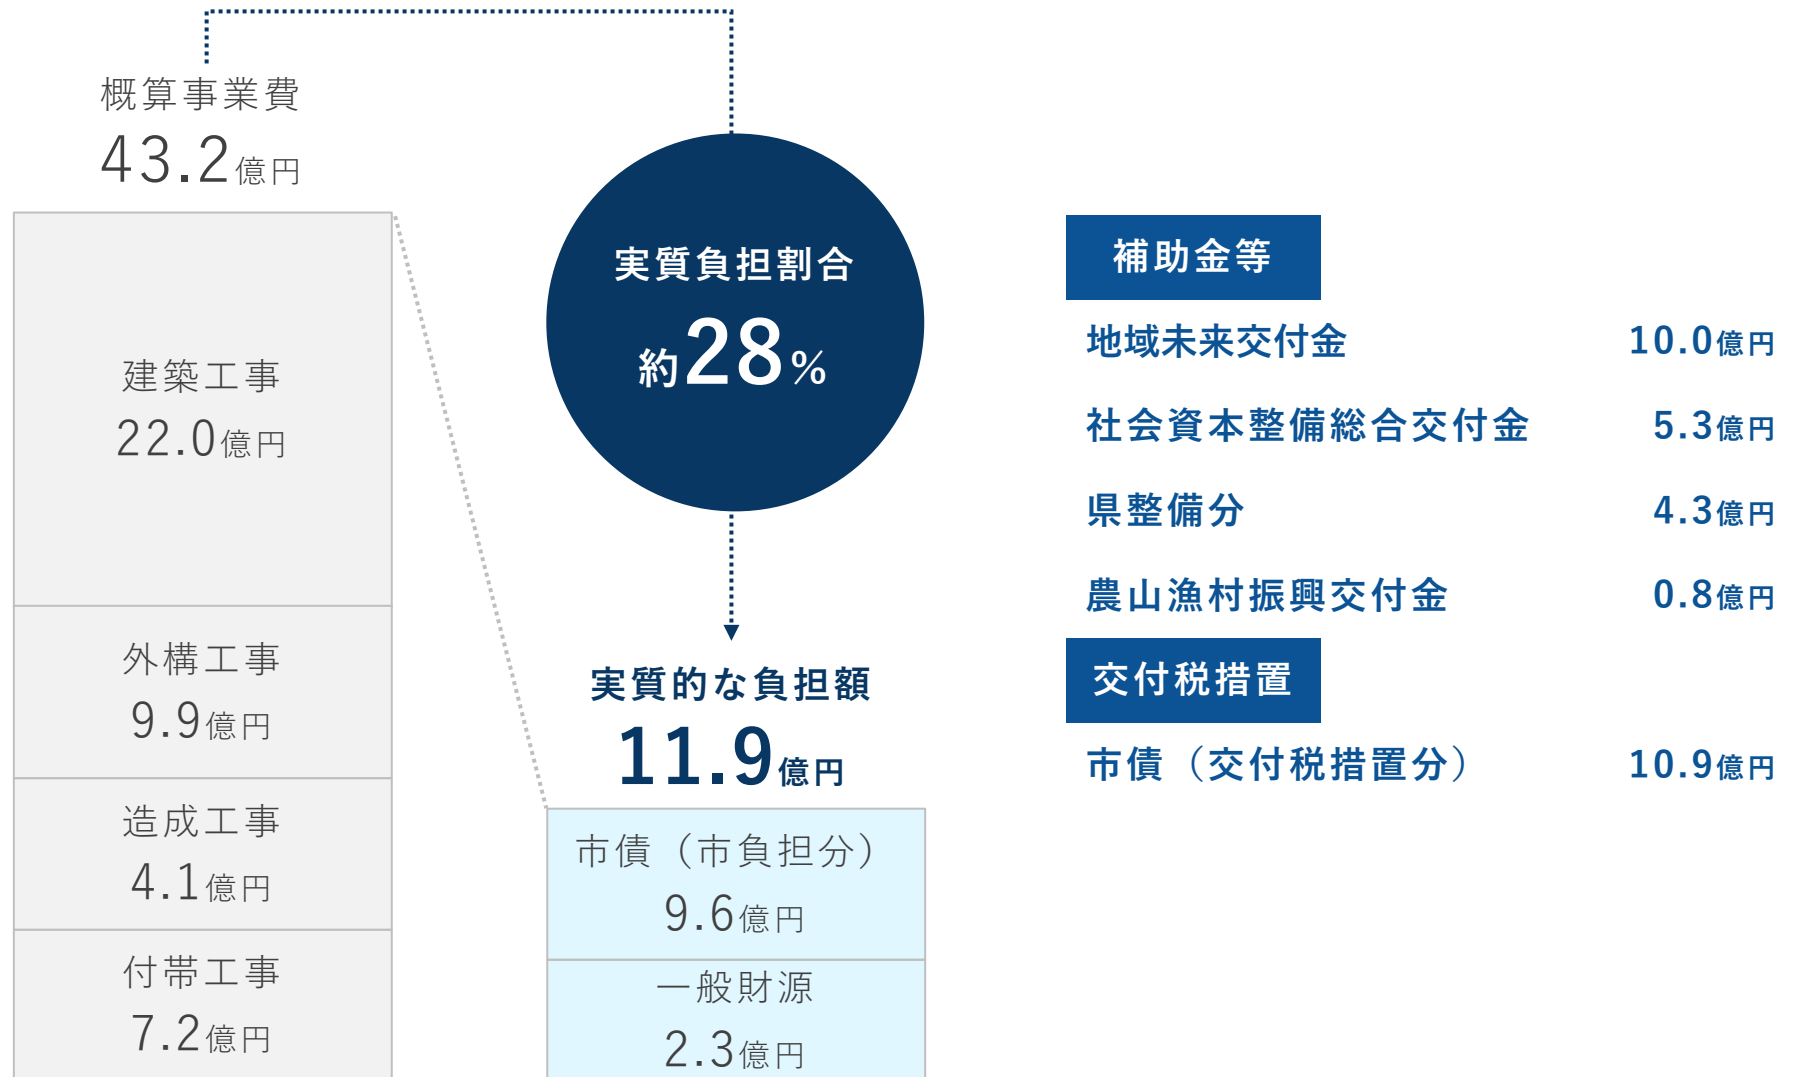 概算事業費
43.2億円
建築工事
22.0億円
外構工事
9.9億円
造成工事
4.1億円
付帯工事
7.2億円
実質負担割合
約28%
実質的な負担額
11.9億円
市債（市負担分）
9.6億円
一般財源
2.3億円
補助金等
地域未来交付金 10.0億円
社会資本整備総合交付金 5.3億円
県整備分 4.3億円
農山漁村振興交付金 0.8億円
交付税措置
市債（交付税措置分） 10.9億円